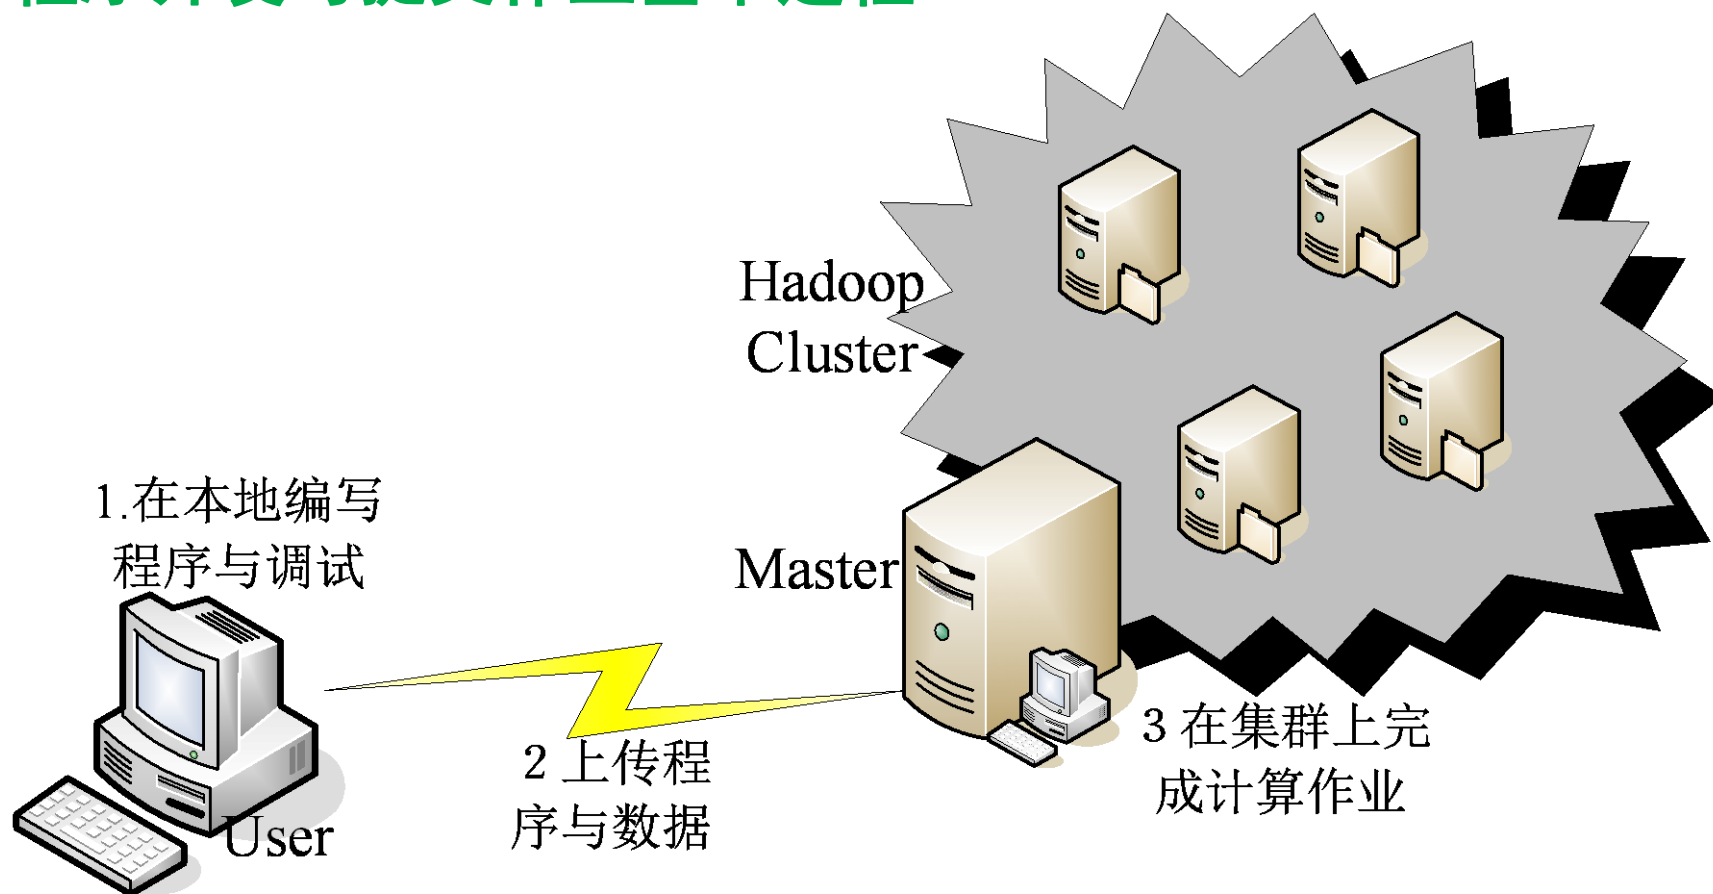 Hadoop
Cluster
1.在本地编写
程序与调试
Master
User
2 上传程
序与数据
3 在集群上完
成计算作业